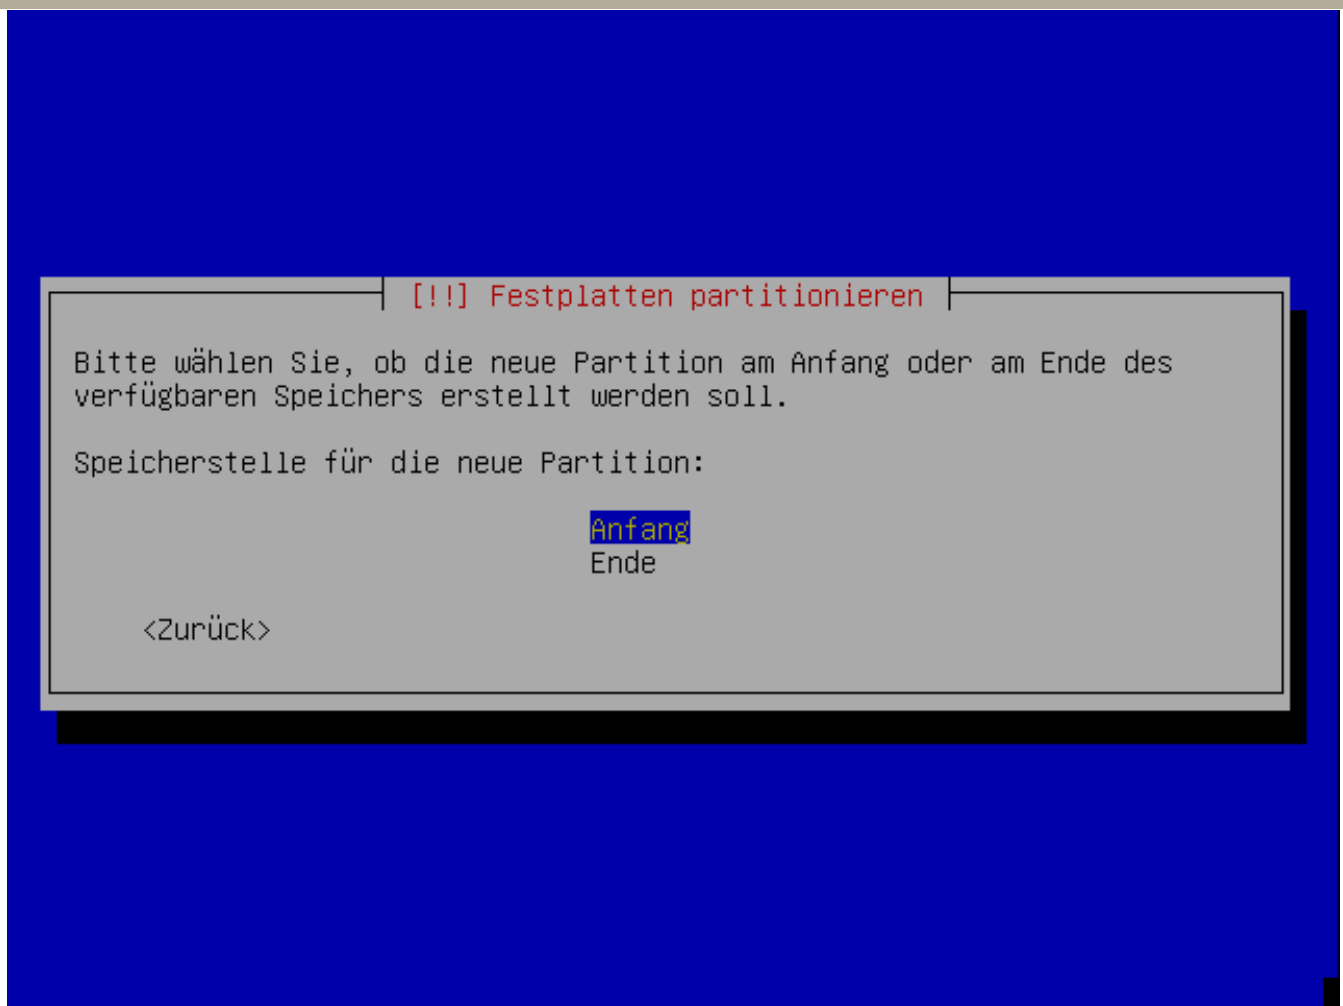 [!!] Festplatten partitionieren
Bitte wählen Sie, ob die neue Partition am Anfang oder am Ende des
verfügbaren Speichers erstellt werden soll.
Speicherstelle für die neue Partition:
Anfang
Ende
<Zurück>